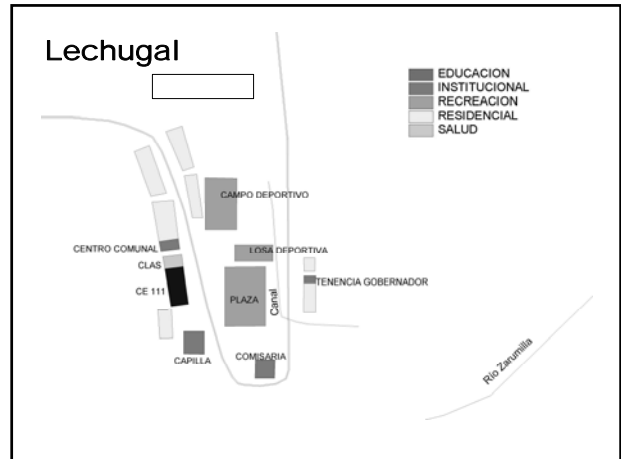 Lechugal
EDUCACION
INSTITUCIONAL
RECREACION
RESIDENCIAL
SALUD
CAMPO DEPORTIVO
CENTRO COMUNAL
LOSA DEPORTIVA
CLAS
TENENCIA GOBERNADOR
CE 111
PLAZA
Canal
CAPILLA
COMISARIA
Río Zarumilla